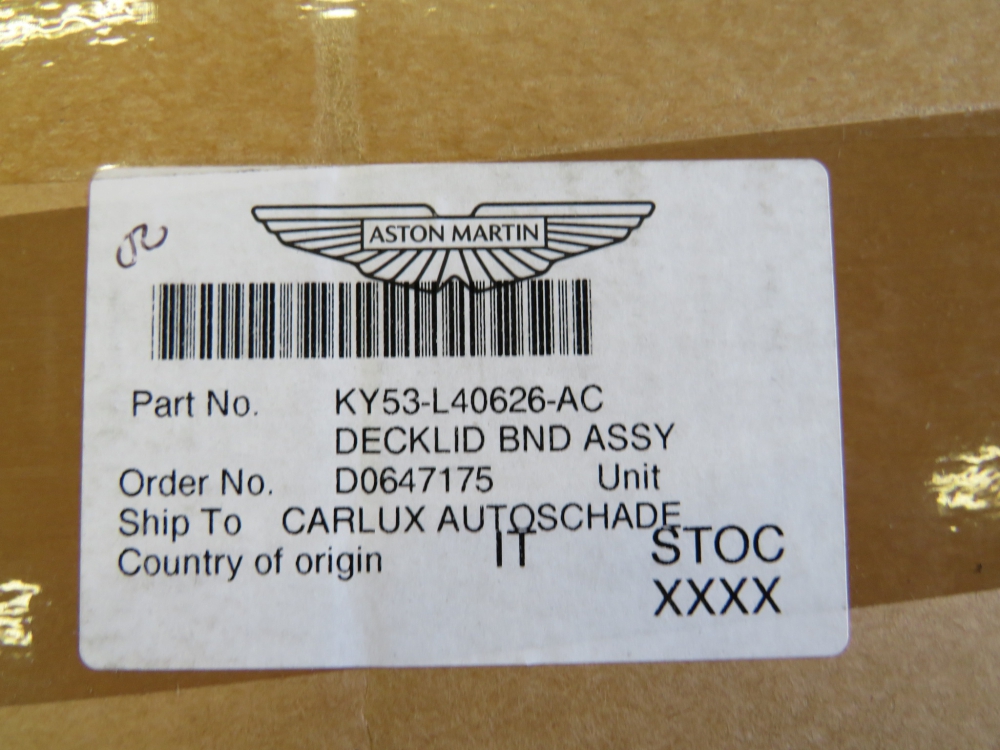 ASTON MARTIN
Part No. KY53-L40626-AC
DECKLID BND ASSY
Order No. D0647175 Unit
Ship To CARLUX AUTOSCHADE
Country of origin IT STOC
XXXX